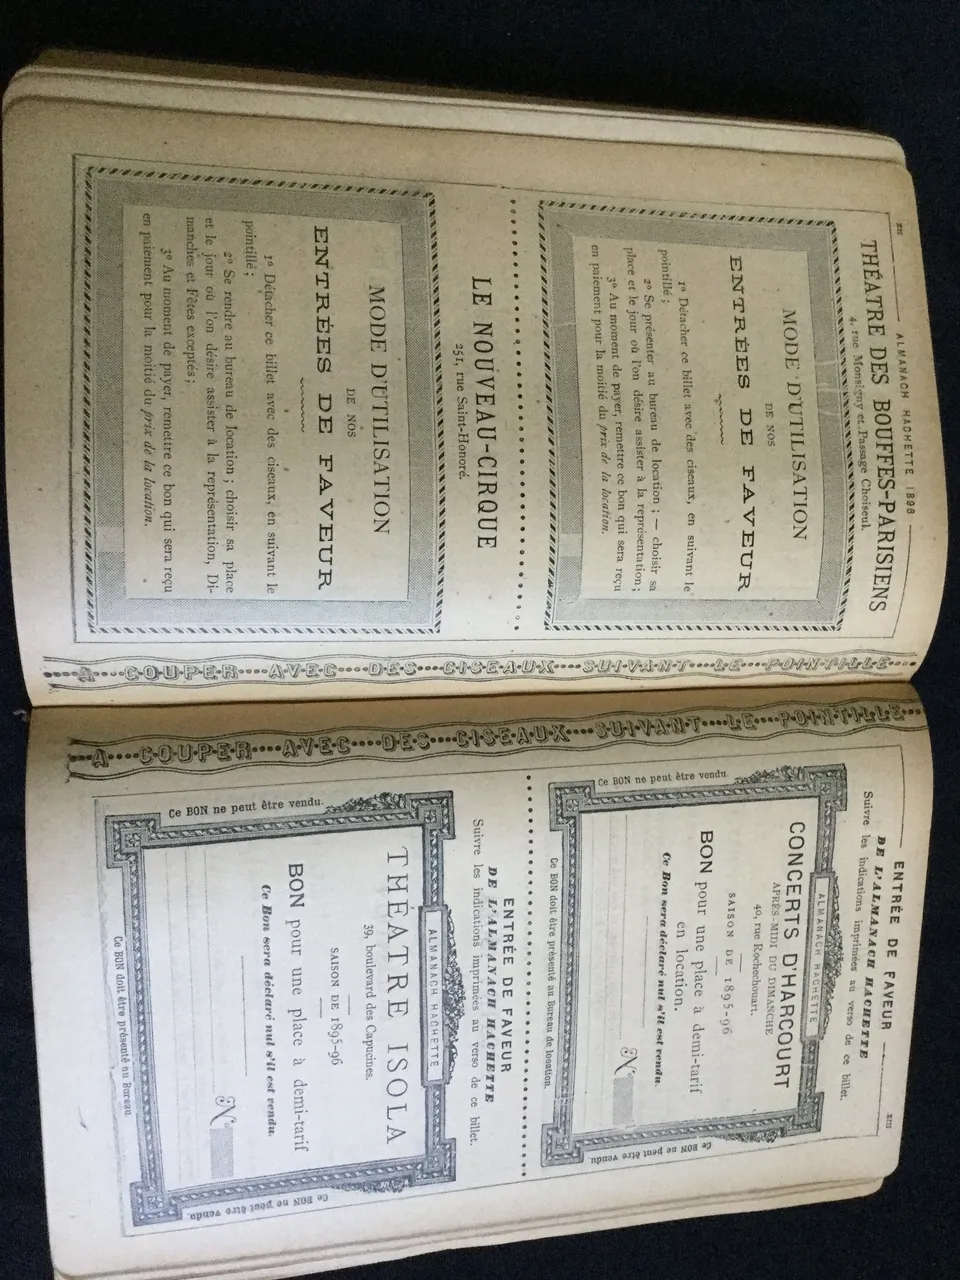 XII
ALMANACH HACHETTE 1896
THÉATRE DES BOUFFES-PARISIENS
4, rue Monsigny et Passage Choiseul.
MODE D'UTILISATION
DE NOS
ENTRÉES DE FAVEUR
1º Détacher ce billet avec des ciseaux, en suivant le
pointillé;
2º Se présenter au bureau de location; — choisir sa
place et le jour où l'on désire assister à la représentation;
3º Au moment de payer, remettre ce bon qui sera reçu
en paiement pour la moitié du prix de la location.
LE NOUVEAU-CIRQUE
251, rue Saint-Honoré.
MODE D'UTILISATION
DE NOS
ENTRÉES DE FAVEUR
1º Détacher ce billet avec des ciseaux, en suivant le
pointillé;
2º Se rendre au bureau de location; choisir sa place
et le jour où l'on désire assister à la représentation, Di-
manches et Fêtes exceptés;
3º Au moment de payer, remettre ce bon qui sera reçu
en paiement pour la moitié du prix de la location.
A COUPER AVEC DES CISEAUX SUIVANT LE POINTILLE
A COUPER AVEC DES CISEAUX SUIVANT LE POINTILLE
XIII
ENTRÉE DE FAVEUR
DE L'ALMANACH HACHETTE
Suivre les indications imprimées au verso de ce billet.
ALMANACH HACHETTE
Ce BON ne peut être vendu.
CONCERTS D'HARCOURT
APRÈS-MIDI DU DIMANCHE
40, rue Rochechouart.
SAISON DE 1895-96
BON pour une place à demi-tarif
en location.
Ce Bon sera déclaré nul s'il est vendu.
Nº
Ce BON ne peut être vendu.
Ce BON doit être présenté au Bureau de location.
ENTRÉE DE FAVEUR
DE L'ALMANACH HACHETTE
Suivre les indications imprimées au verso de ce billet.
ALMANACH HACHETTE
Ce BON ne peut être vendu.
THÉATRE ISOLA
39, boulevard des Capucines.
SAISON DE 1895-96
BON pour une place à demi-tarif
Ce Bon sera déclaré nul s'il est vendu.
Nº
Ce BON ne peut être vendu.
Ce BON doit être présenté au Bureau.